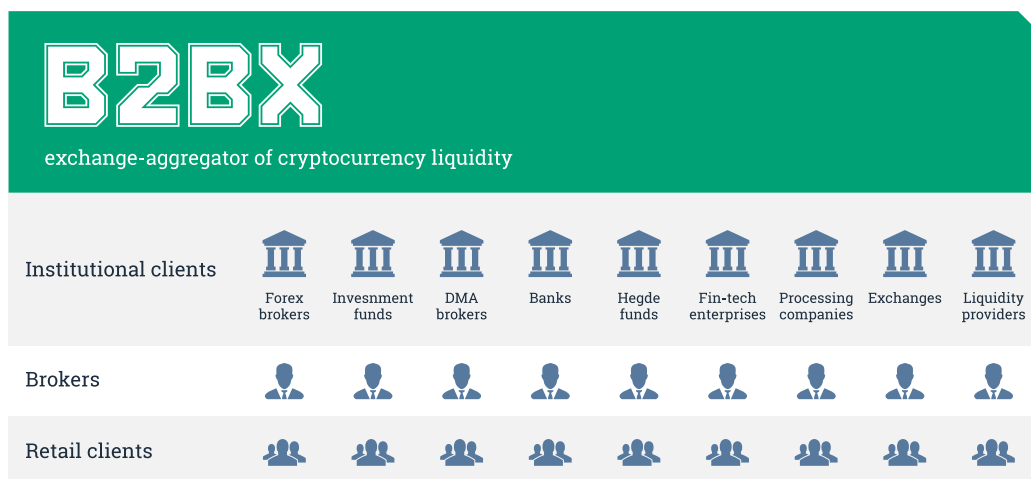 B2BX
exchange-aggregator of cryptocurrency liquidity
Institutional clients
Forex
brokers
Invesnment
funds
DMA
brokers
Banks
Hegde
funds
Fin-tech
enterprises
Processing
companies
Exchanges
Liquidity
providers
Brokers
Retail clients